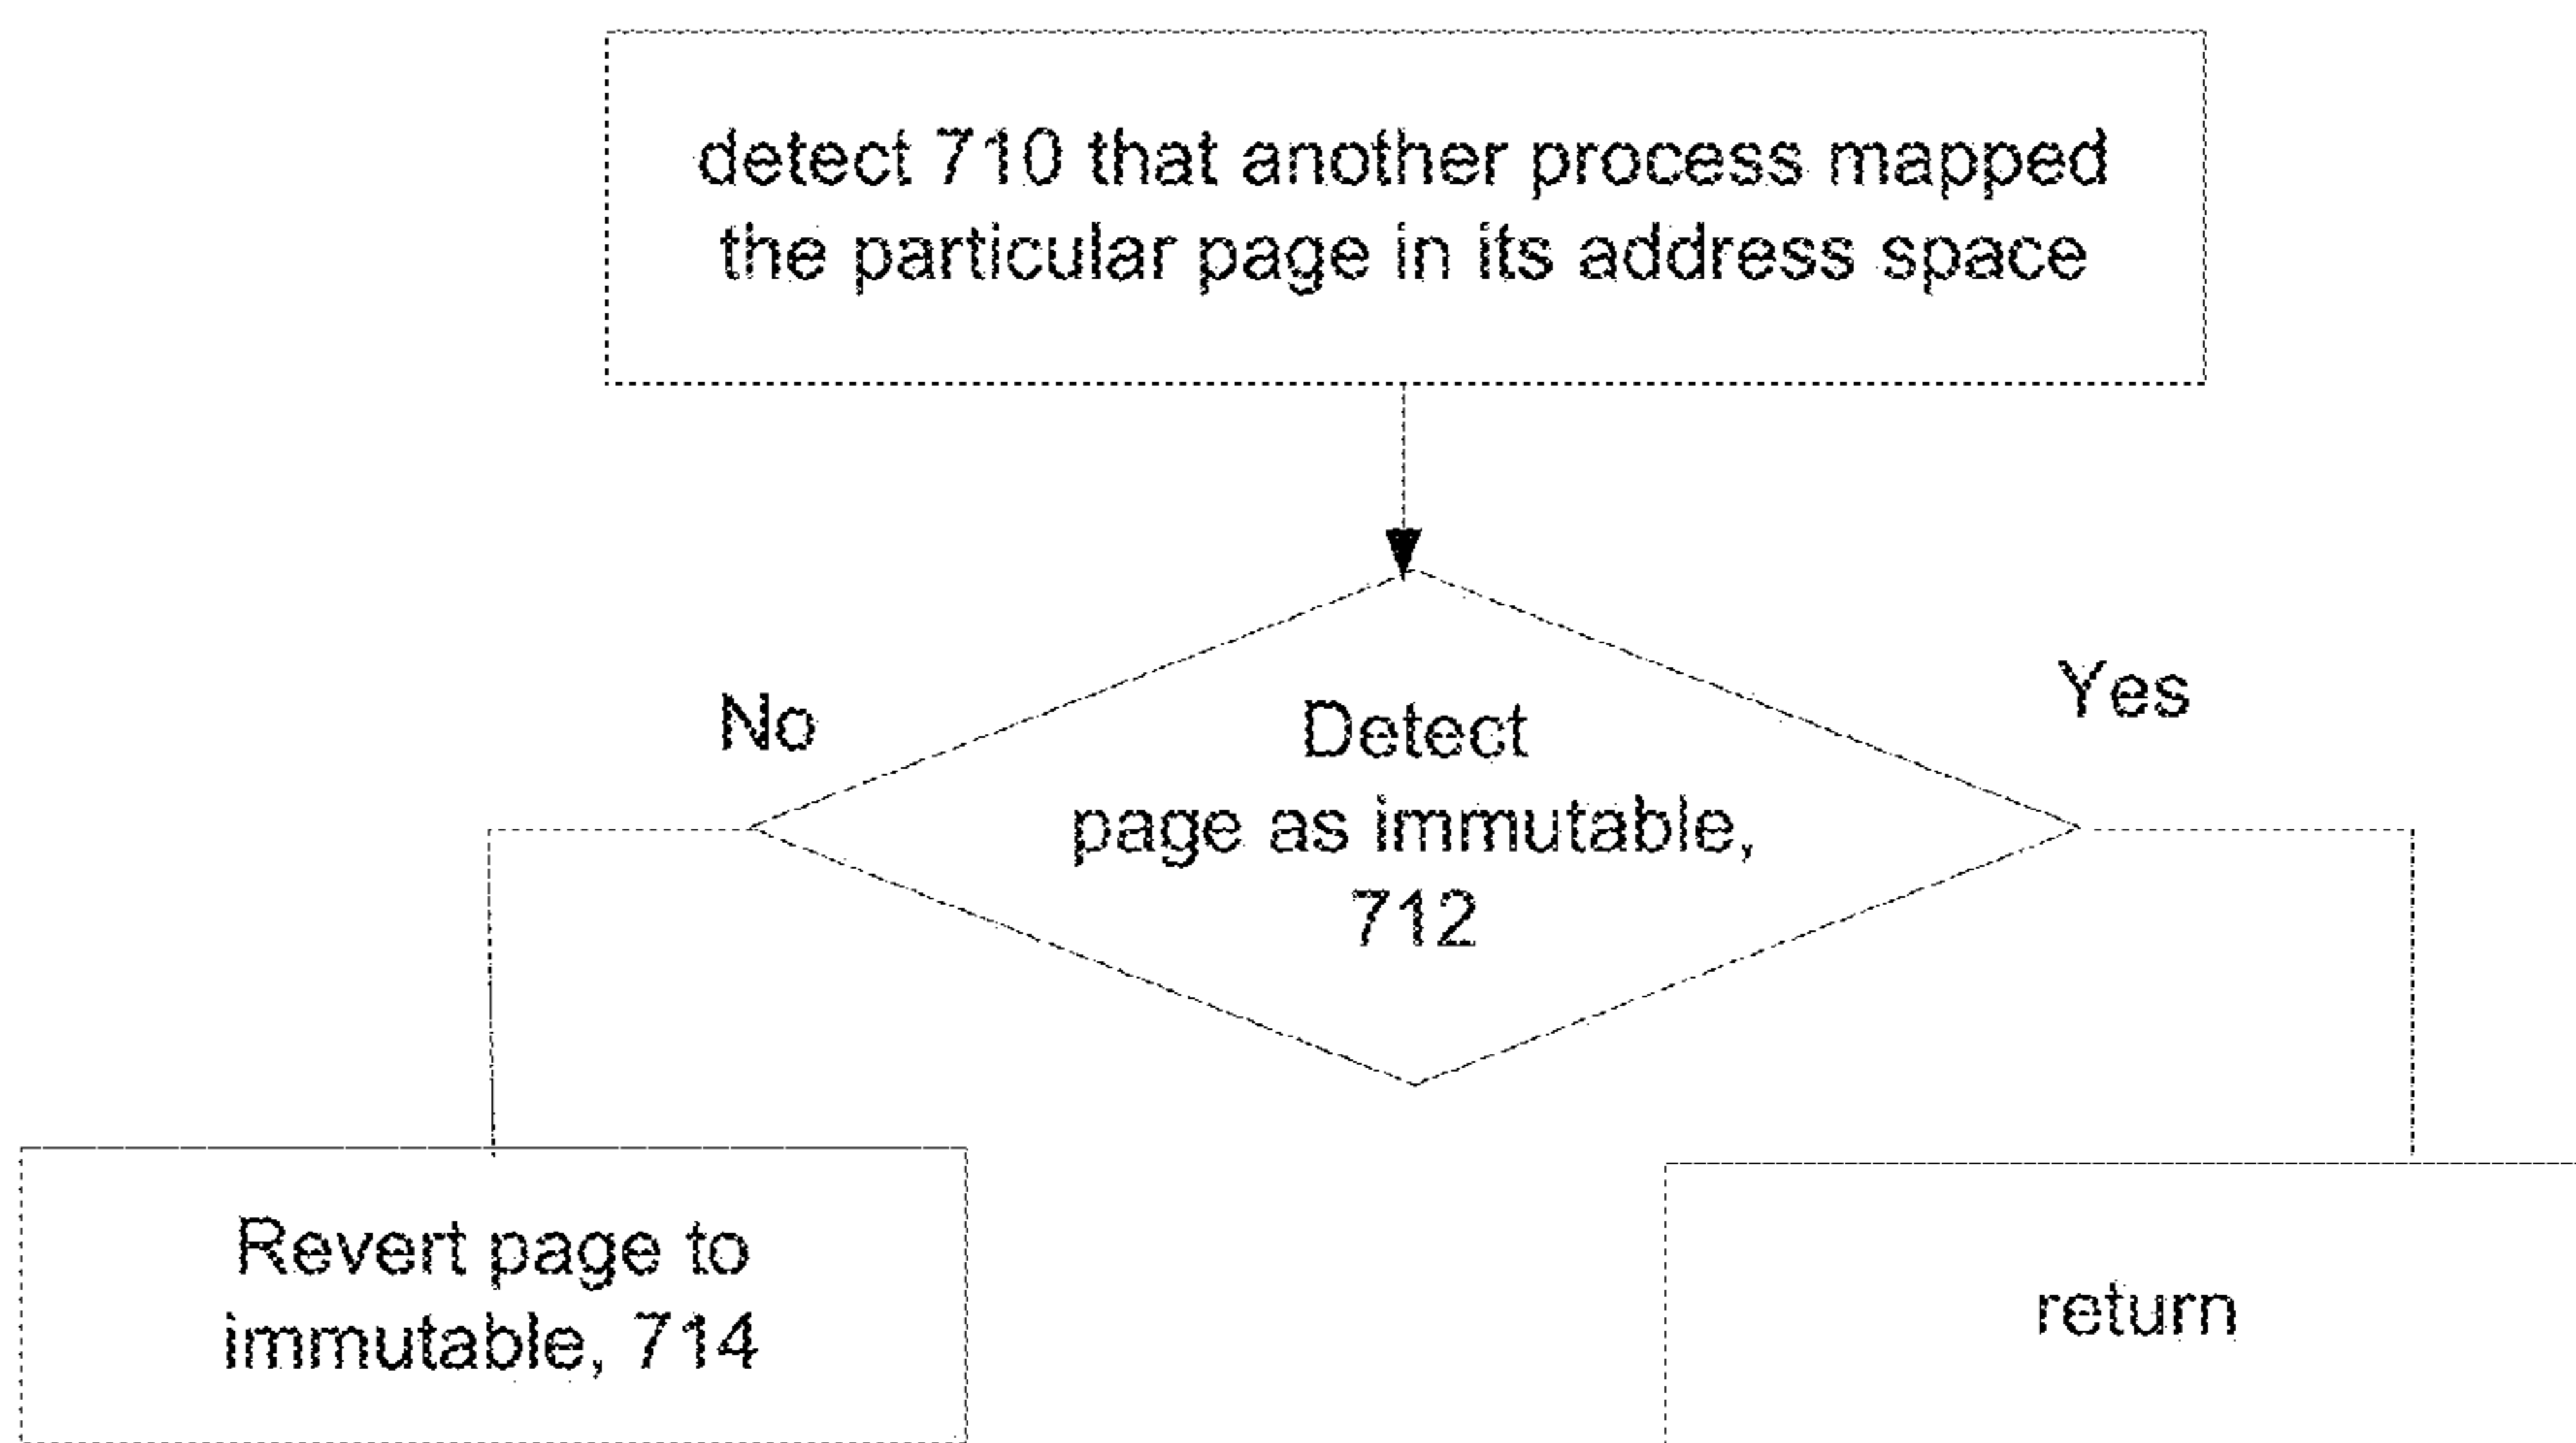 detect 710 that another process mapped
the particular page in its address space
No
Yes
Detect
page as immutable,
712
Revert page to
immutable, 714
return